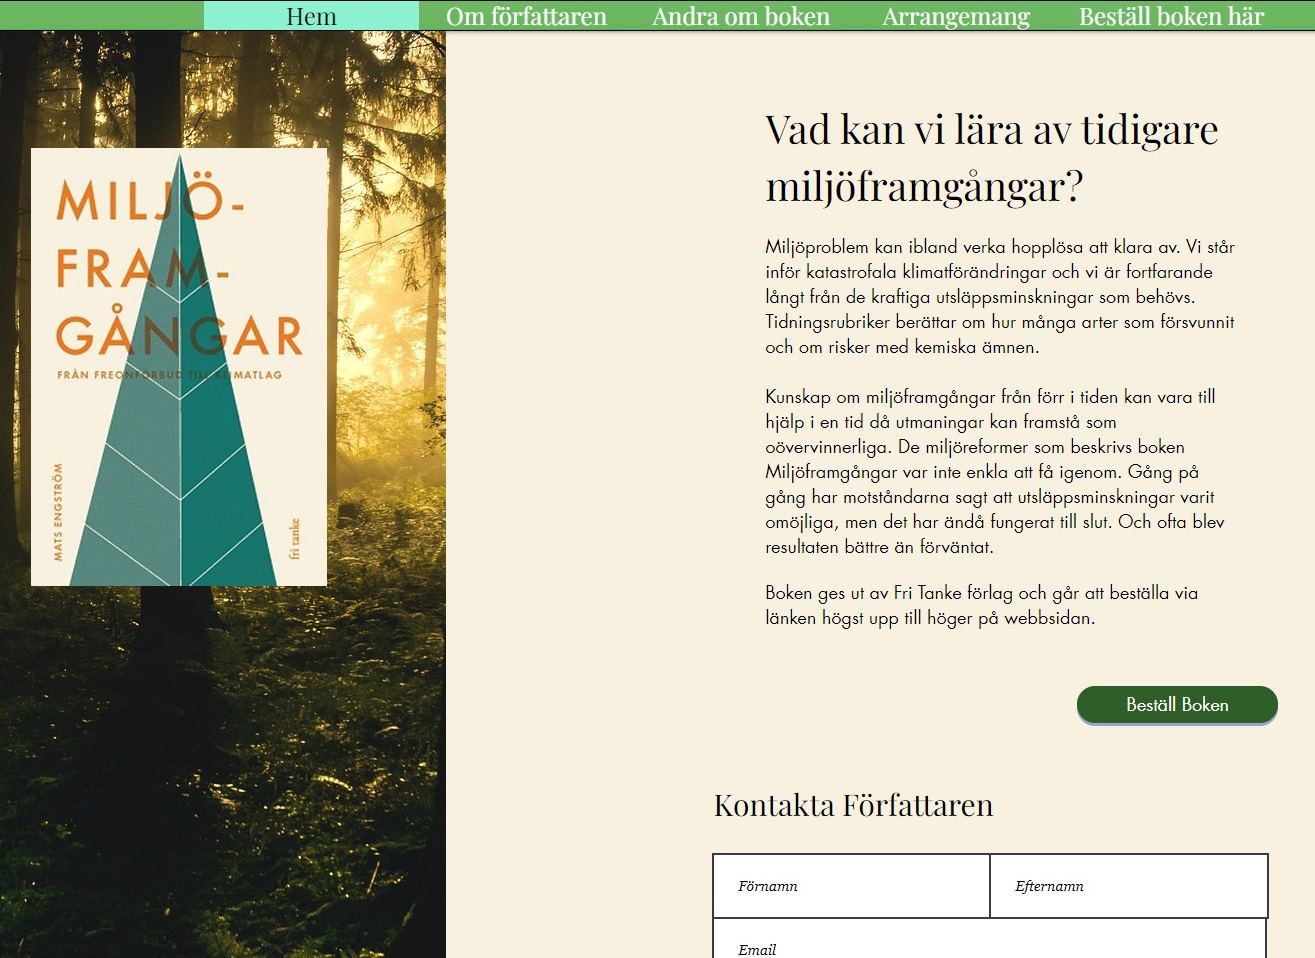 Hem
Om författaren
Andra om boken
Arrangemang
Beställ boken här
MILJÖ-
FRAM-
GÅNGAR
FRÅN FREONFÖRBUD TILL KLIMATLAG
MATS ENGSTRÖM
fri tanke
Vad kan vi lära av tidigare
miljöframgångar?
Miljöproblem kan ibland verka hopplösa att klara av. Vi står
inför katastrofala klimatförändringar och vi är fortfarande
långt från de kraftiga utsläppsminskningar som behövs.
Tidningsrubriker berättar om hur många arter som försvunnit
och om risker med kemiska ämnen.
Kunskap om miljöframgångar från förr i tiden kan vara till
hjälp i en tid då utmaningar kan framstå som
oövervinnerliga. De miljöreformer som beskrivs boken
Miljöframgångar var inte enkla att få igenom. Gång på
gång har motståndarna sagt att utsläppsminskningar varit
omöjliga, men det har ändå fungerat till slut. Och ofta blev
resultaten bättre än förväntat.
Boken ges ut av Fri Tanke förlag och går att beställa via
länken högst upp till höger på webbsidan.
Beställ Boken
Kontakta Författaren
Förnamn
Efternamn
Email